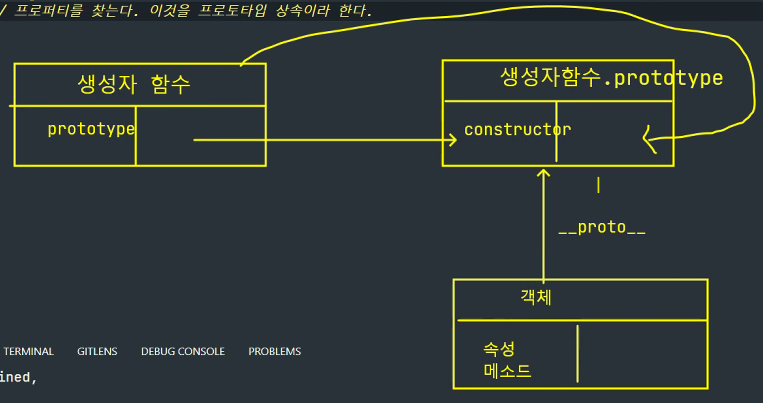 / 프로퍼티를 찾는다. 이것을 프로토타입 상속이라 한다.
생성자 함수
생성자함수.prototype
prototype
constructor
__proto__
객체
속성
메소드
TERMINAL GITLENS DEBUG CONSOLE PROBLEMS
ined,